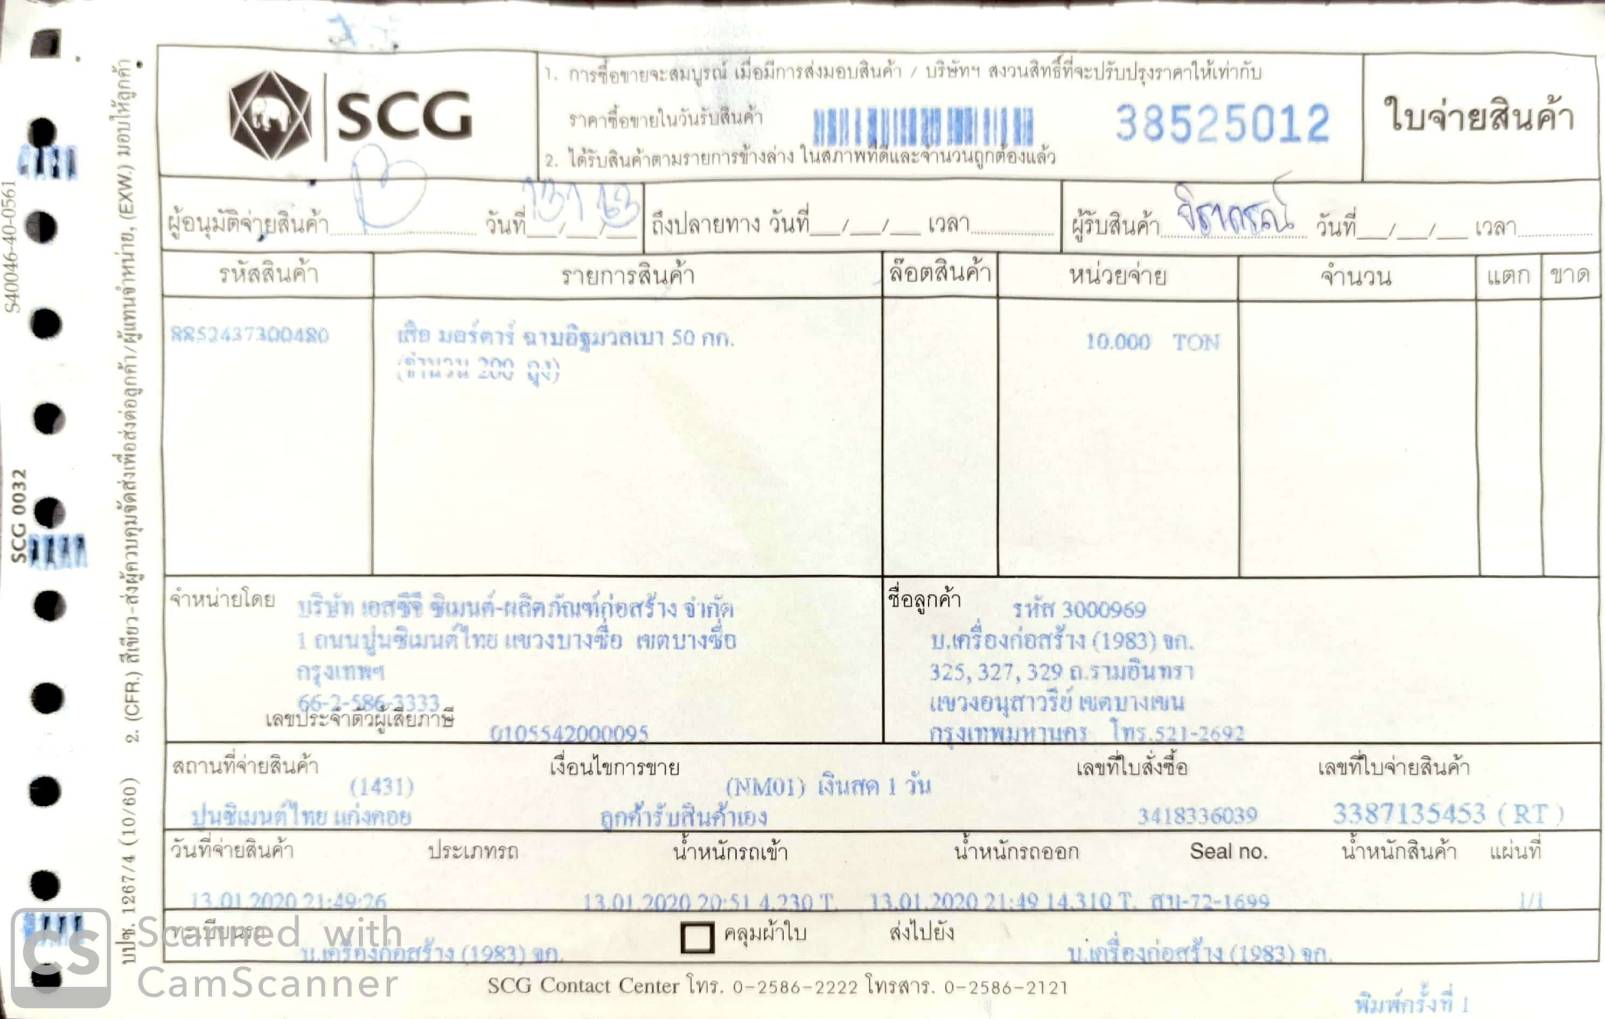 SCG
1. การซื้อขายจะสมบูรณ์ เมื่อมีการส่งมอบสินค้า / บริษัทฯ สงวนสิทธิ์ที่จะปรับปรุงราคาให้เท่ากับ
ราคาซื้อขายในวันรับสินค้า
38525012
2. ได้รับสินค้าตามรายการข้างล่าง ในสภาพที่ดีและจำนวนถูกต้องแล้ว
ใบจ่ายสินค้า
ผู้อนุมัติจ่ายสินค้า วันที่ 13/1/63 ถึงปลายทาง วันที่__/__/__ เวลา ผู้รับสินค้า วันที่__/__/__ เวลา
รหัสสินค้า รายการสินค้า ล๊อตสินค้า หน่วยจ่าย จำนวน แตก ขาด
8852437300480 เสือ มอร์ตาร์ ฉาบอิฐมวลเบา 50 กก. 10.000 TON
(จำนวน 200 ถุง)
จำหน่ายโดย บริษัท เอสซีจี ซิเมนต์-ผลิตภัณฑ์ก่อสร้าง จำกัด
1 ถนนปูนซิเมนต์ไทย แขวงบางซื่อ เขตบางซื่อ
กรุงเทพฯ
66-2-586-3333
เลขประจำตัวผู้เสียภาษี 0105542000095
ชื่อลูกค้า รหัส 3000969
บ.เครื่องก่อสร้าง (1983) จก.
325, 327, 329 ถ.รามอินทรา
แขวงอนุสาวรีย์ เขตบางเขน
กรุงเทพมหานคร โทร.521-2692
สถานที่จ่ายสินค้า เงื่อนไขการขาย เลขที่ใบสั่งซื้อ เลขที่ใบจ่ายสินค้า
(1431) (NM01) เงินสด 1 วัน
ปูนซิเมนต์ไทย แก่งคอย ลูกค้ารับสินค้าเอง 3418336039 3387135453 (RT)
วันที่จ่ายสินค้า ประเภทรถ น้ำหนักรถเข้า น้ำหนักรถออก Seal no. น้ำหนักสินค้า แผ่นที่
13.01.2020 21:49:26 13.01.2020 20:51 4.230 T. 13.01.2020 21:49 14.310 T. สบ-72-1699 1/1
ทะเบียนรถ คลุมผ้าใบ ส่งไปยัง
บ.เครื่องก่อสร้าง (1983) จก. บ.เครื่องก่อสร้าง (1983) จก.
SCG Contact Center โทร. 0-2586-2222 โทรสาร. 0-2586-2121
พิมพ์ครั้งที่ 1
S40046-40-0561
SCG 0032
บปซ. 1267/4 (10/60) 2. (CFR.) สีเขียว-ส่งผู้ควบคุมจัดส่งเพื่อส่งต่อลูกค้า/ผู้แทนจำหน่าย, (EXW.) มอบให้ลูกค้า
CS Scanned with
CamScanner